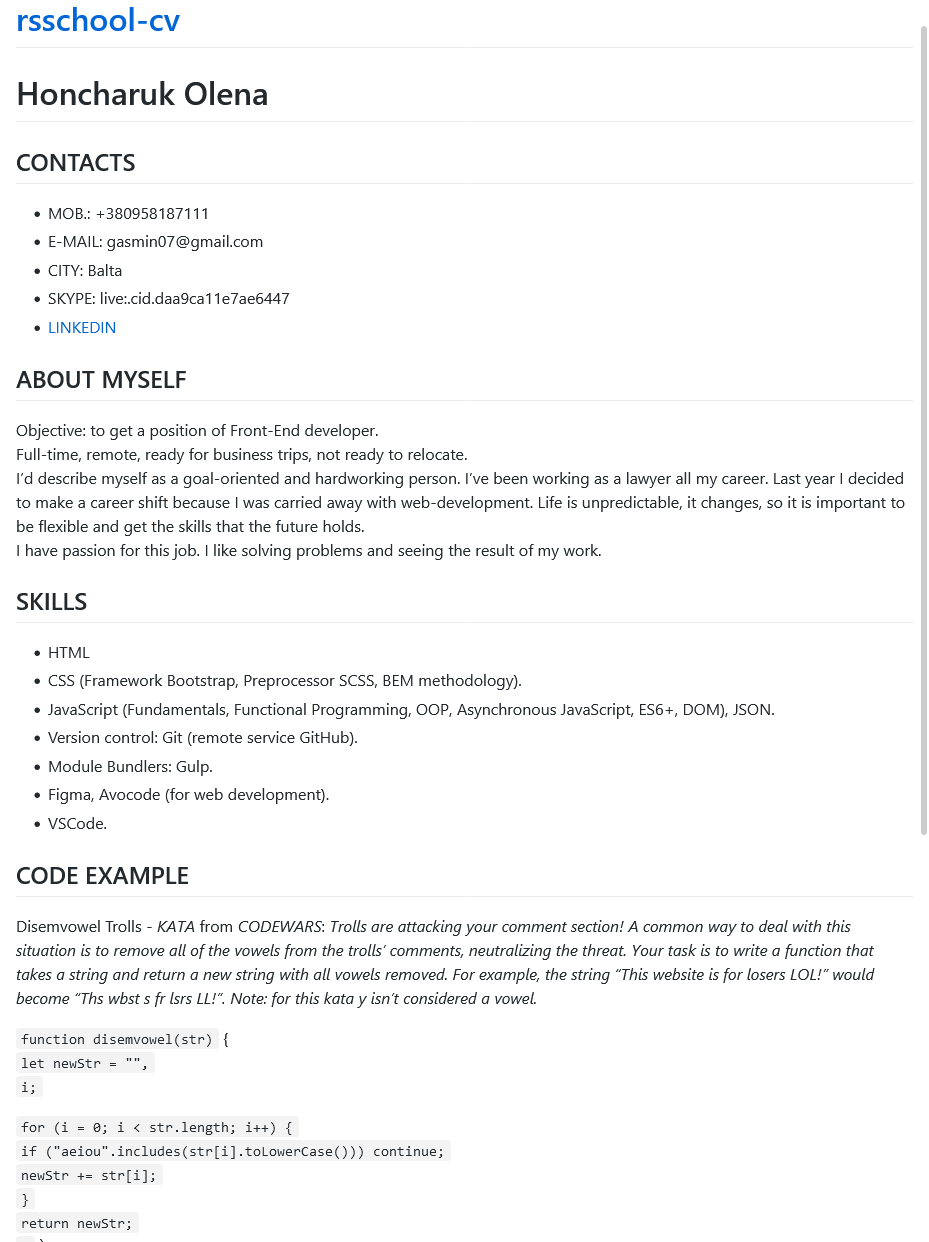 rsschool-cv
Honcharuk Olena
CONTACTS
• MOB.: +380958187111
• E-MAIL: gasmin07@gmail.com
• CITY: Balta
• SKYPE: live:.cid.daa9ca11e7ae6447
• LINKEDIN
ABOUT MYSELF
Objective: to get a position of Front-End developer.
Full-time, remote, ready for business trips, not ready to relocate.
I’d describe myself as a goal-oriented and hardworking person. I’ve been working as a lawyer all my career. Last year I decided
to make a career shift because I was carried away with web-development. Life is unpredictable, it changes, so it is important to
be flexible and get the skills that the future holds.
I have passion for this job. I like solving problems and seeing the result of my work.
SKILLS
• HTML
• CSS (Framework Bootstrap, Preprocessor SCSS, BEM methodology).
• JavaScript (Fundamentals, Functional Programming, OOP, Asynchronous JavaScript, ES6+, DOM), JSON.
• Version control: Git (remote service GitHub).
• Module Bundlers: Gulp.
• Figma, Avocode (for web development).
• VSCode.
CODE EXAMPLE
Disemvowel Trolls - KATA from CODEWARS: Trolls are attacking your comment section! A common way to deal with this
situation is to remove all of the vowels from the trolls’ comments, neutralizing the threat. Your task is to write a function that
takes a string and return a new string with all vowels removed. For example, the string “This website is for losers LOL!” would
become “Ths wbst s fr lsrs LL!”. Note: for this kata y isn’t considered a vowel.
function disemvowel(str) {
let newStr = "",
i;
for (i = 0; i < str.length; i++) {
if ("aeiou".includes(str[i].toLowerCase())) continue;
newStr += str[i];
}
return newStr;